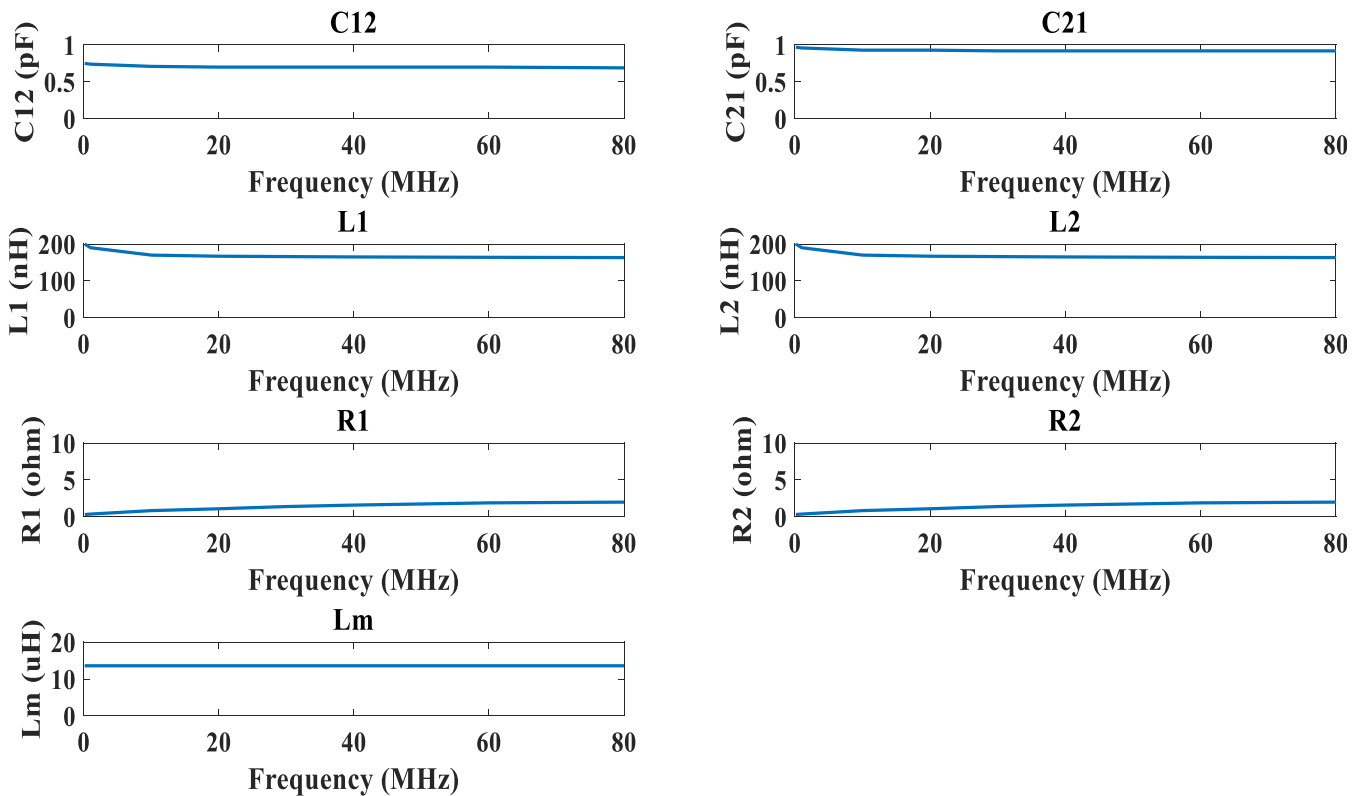 C12
C12 (pF)
1
0.5
0
0 20 40 60 80
Frequency (MHz)
C21
C21 (pF)
1
0.5
0
0 20 40 60 80
Frequency (MHz)
L1
L1 (nH)
200
100
0
0 20 40 60 80
Frequency (MHz)
L2
L2 (nH)
200
100
0
0 20 40 60 80
Frequency (MHz)
R1
R1 (ohm)
10
5
0
0 20 40 60 80
Frequency (MHz)
R2
R2 (ohm)
10
5
0
0 20 40 60 80
Frequency (MHz)
Lm
Lm (uH)
20
10
0
0 20 40 60 80
Frequency (MHz)